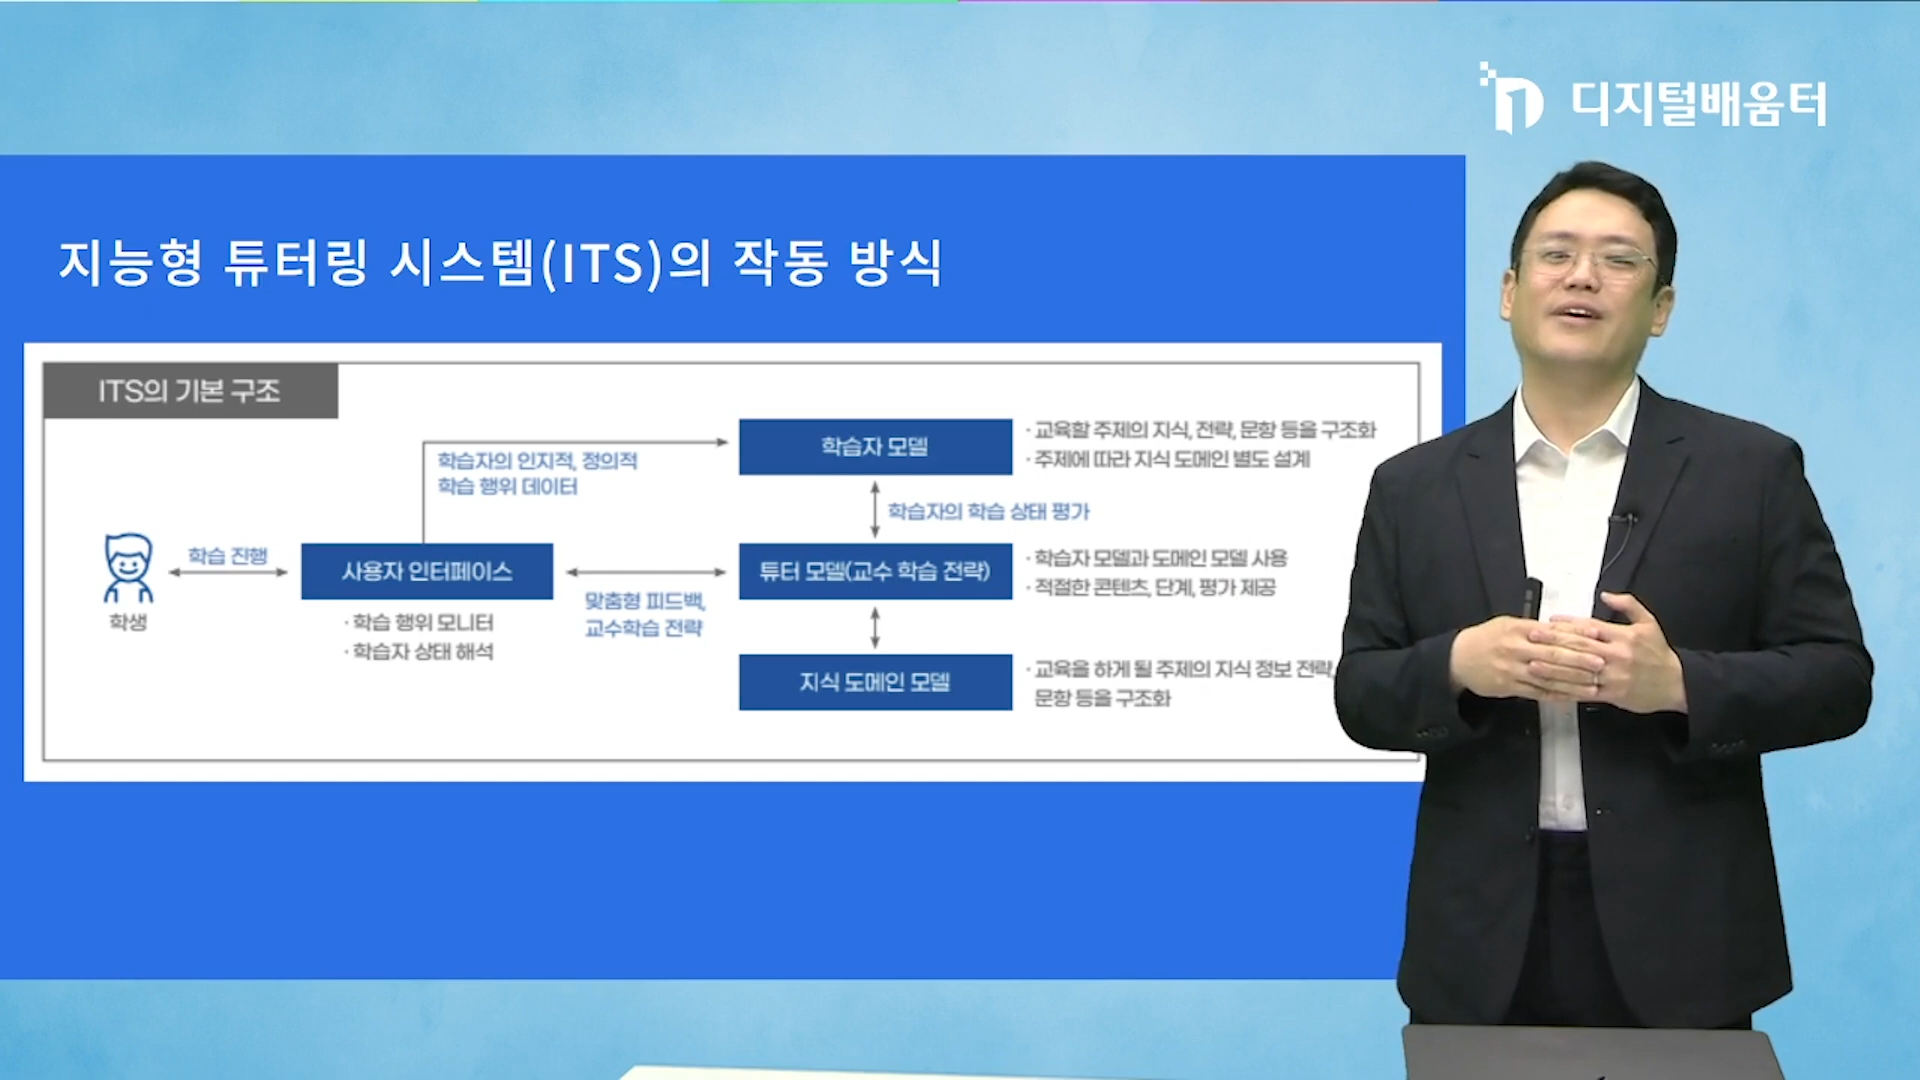 디지털배움터
지능형 튜터링 시스템(ITS)의 작동 방식
ITS의 기본 구조
학습자의 인지적, 정의적
학습 행위 데이터
학습자 모델
· 교육할 주제의 지식, 전략, 문항 등을 구조화
· 주제에 따라 지식 도메인 별도 설계
학습자의 학습 상태 평가
학생
학습 진행
사용자 인터페이스
· 학습 행위 모니터
· 학습자 상태 해석
맞춤형 피드백,
교수학습 전략
튜터 모델(교수 학습 전략)
· 학습자 모델과 도메인 모델 사용
· 적절한 콘텐츠, 단계, 평가 제공
지식 도메인 모델
· 교육을 하게 될 주제의 지식 정보 전략,
문항 등을 구조화